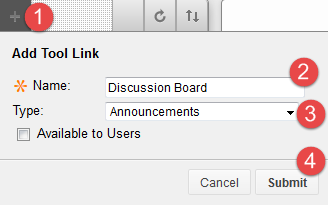 + 1
Add Tool Link
Name: Discussion Board 2
Type: Announcements 3
Available to Users
4
Cancel Submit